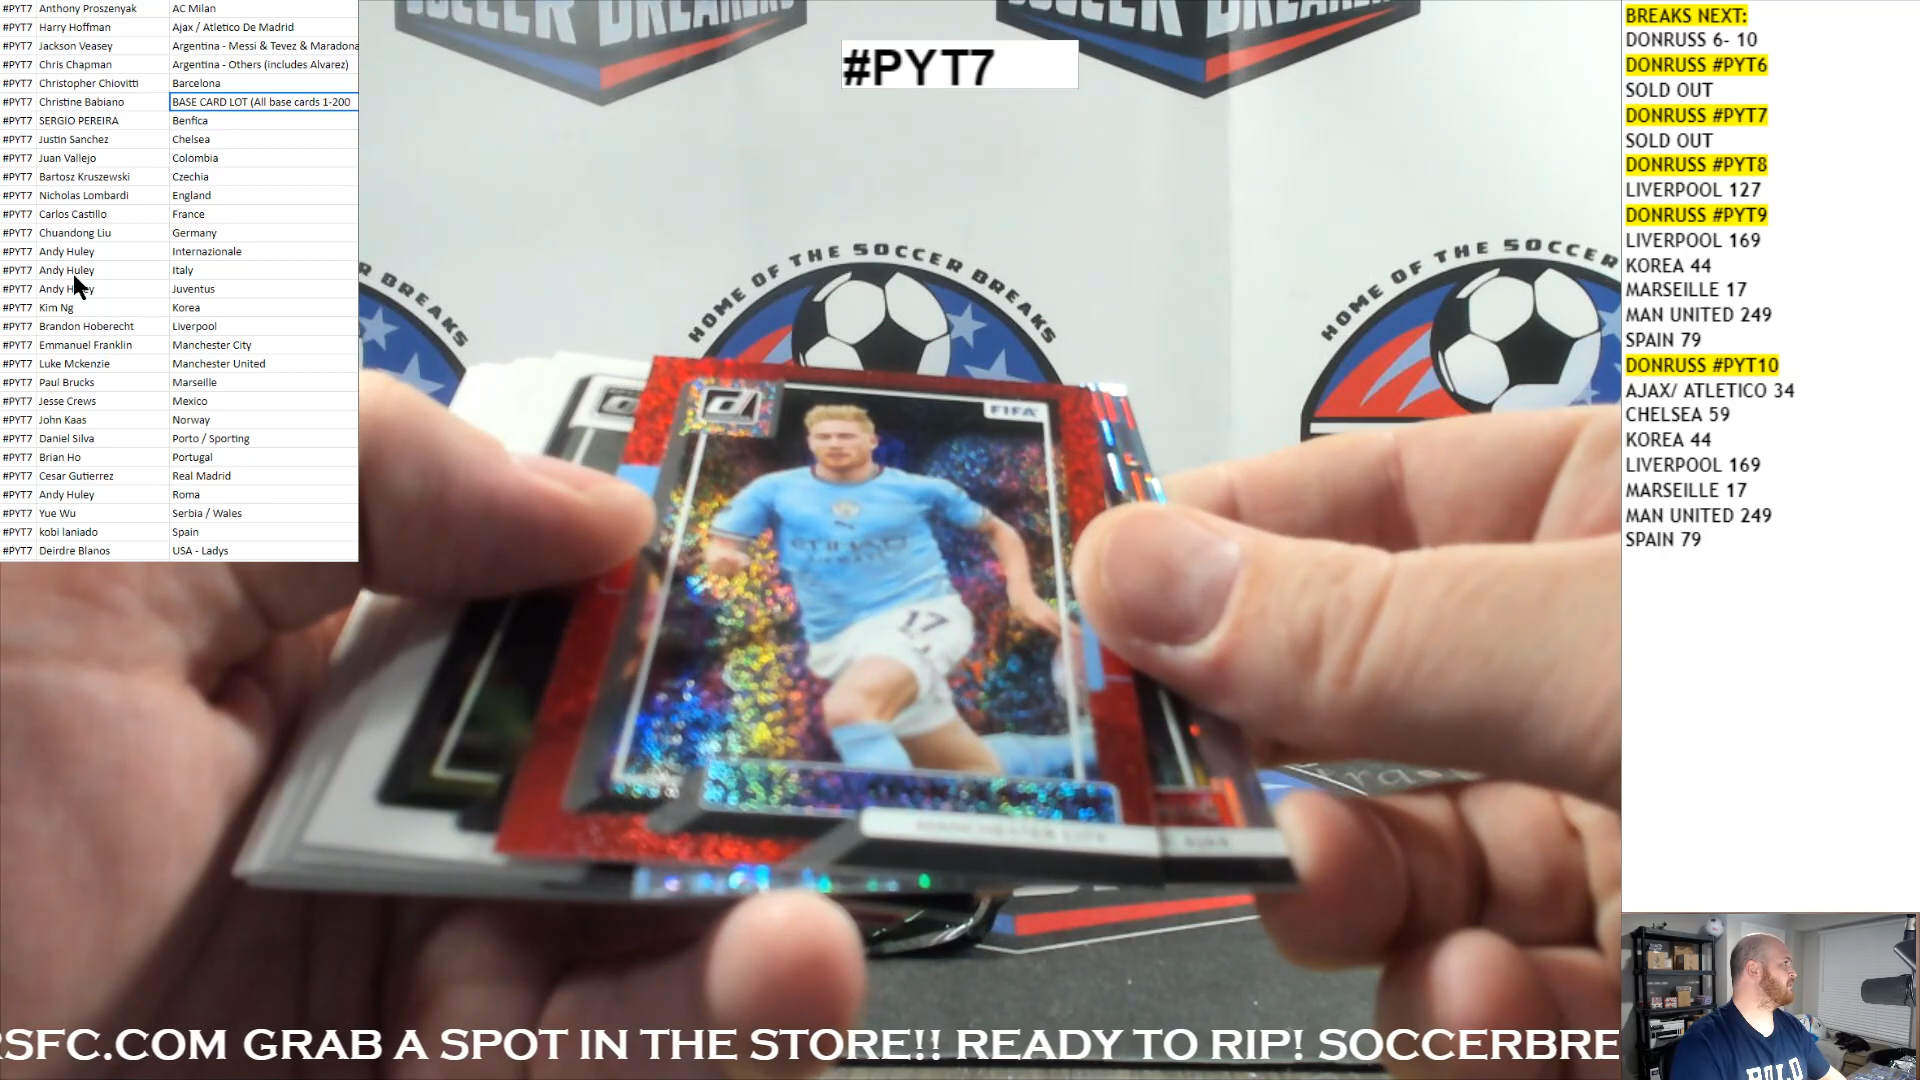 #PYT7 Anthony Proszenyak AC Milan
#PYT7 Harry Hoffman Ajax / Atletico De Madrid
#PYT7 Jackson Veasey Argentina - Messi & Tevez & Maradona
#PYT7 Chris Chapman Argentina - Others (includes Alvarez)
#PYT7 Christopher Chiovitti Barcelona
#PYT7 Christine Babiano BASE CARD LOT (All base cards 1-200
#PYT7 SERGIO PEREIRA Benfica
#PYT7 Justin Sanchez Chelsea
#PYT7 Juan Vallejo Colombia
#PYT7 Bartosz Kruszewski Czechia
#PYT7 Nicholas Lombardi England
#PYT7 Carlos Castillo France
#PYT7 Chuandong Liu Germany
#PYT7 Andy Huley Internazionale
#PYT7 Andy Huley Italy
#PYT7 Andy Huley Juventus
#PYT7 Kim Ng Korea
#PYT7 Brandon Hoberecht Liverpool
#PYT7 Emmanuel Franklin Manchester City
#PYT7 Luke Mckenzie Manchester United
#PYT7 Paul Brucks Marseille
#PYT7 Jesse Crews Mexico
#PYT7 John Kaas Norway
#PYT7 Daniel Silva Porto / Sporting
#PYT7 Brian Ho Portugal
#PYT7 Cesar Gutierrez Real Madrid
#PYT7 Andy Huley Roma
#PYT7 Yue Wu Serbia / Wales
#PYT7 kobi laniado Spain
#PYT7 Deirdre Blanos USA - Ladys
SOCCER BREAKERS
SOCCER BREAKERS
#PYT7
HOME OF THE SOCCER BREAKS
HOME OF THE SOCCER
BREAKS
FIFA
17
MANCHESTER CITY
BREAKS NEXT:
DONRUSS 6- 10
DONRUSS #PYT6
SOLD OUT
DONRUSS #PYT7
SOLD OUT
DONRUSS #PYT8
LIVERPOOL 127
DONRUSS #PYT9
LIVERPOOL 169
KOREA 44
MARSEILLE 17
MAN UNITED 249
SPAIN 79
DONRUSS #PYT10
AJAX/ ATLETICO 34
CHELSEA 59
KOREA 44
LIVERPOOL 169
MARSEILLE 17
MAN UNITED 249
SPAIN 79
RSFC.COM GRAB A SPOT IN THE STORE!! READY TO RIP! SOCCERBRE
POLO